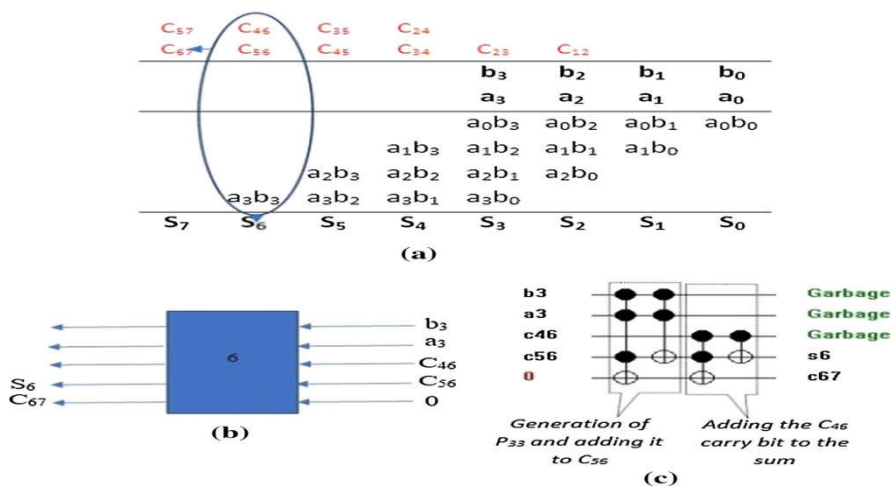 C57 C46 C35 C24
C67 C56 C45 C34 C23 C12
b3 b2 b1 b0
a3 a2 a1 a0
a0b3 a0b2 a0b1 a0b0
a1b3 a1b2 a1b1 a1b0
a2b3 a2b2 a2b1 a2b0
a3b3 a3b2 a3b1 a3b0
S7 S6 S5 S4 S3 S2 S1 S0
(a)
6
b3
a3
C46
S6 C56
C67 0
(b)
b3 Garbage
a3 Garbage
c46 Garbage
c56 s6
0 c67
Generation of
P33 and adding it
to C56
Adding the C46
carry bit to the
sum
(c)